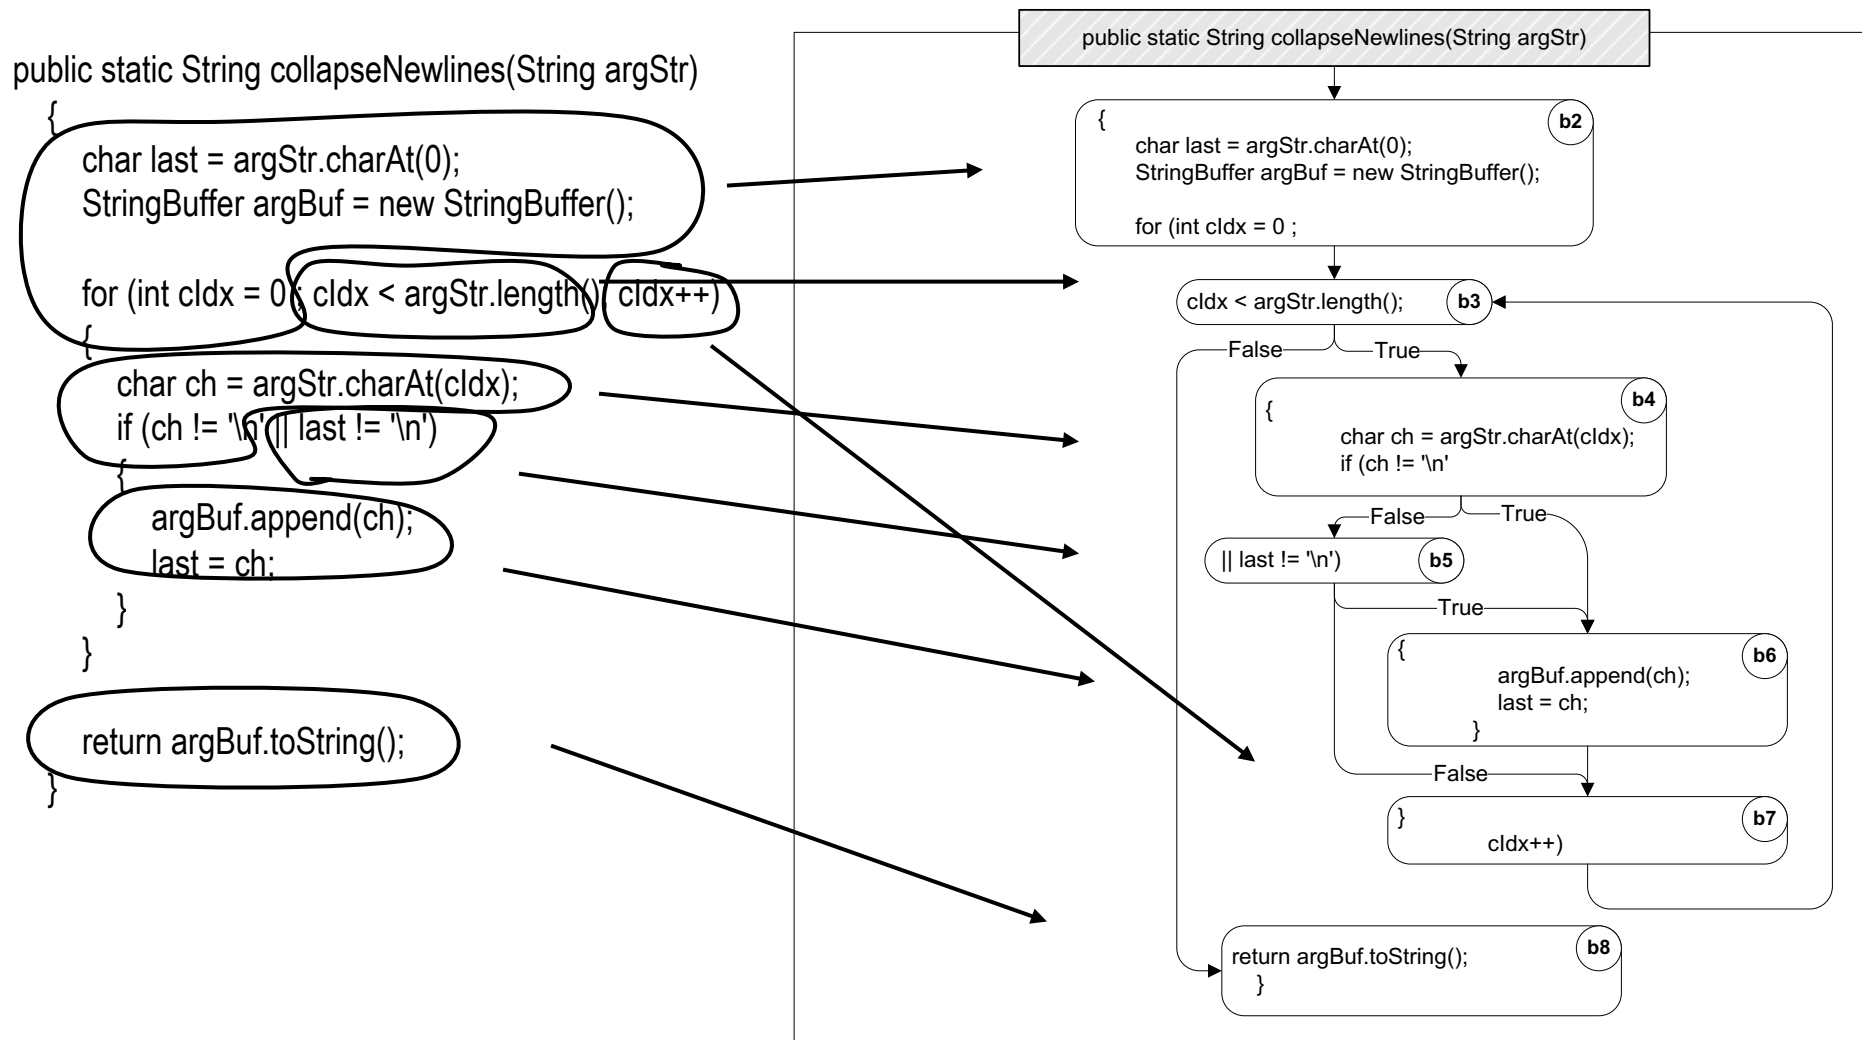 public static String collapseNewlines(String argStr)
{
char last = argStr.charAt(0);
StringBuffer argBuf = new StringBuffer();
for (int cIdx = 0 ; cIdx < argStr.length() cIdx++)
{
char ch = argStr.charAt(cIdx);
if (ch != '\n' || last != '\n')
{
argBuf.append(ch);
last = ch;
}
}
return argBuf.toString();
}
public static String collapseNewlines(String argStr)
{
b2
char last = argStr.charAt(0);
StringBuffer argBuf = new StringBuffer();
for (int cIdx = 0 ;
cIdx < argStr.length();
b3
False
True
{
b4
char ch = argStr.charAt(cIdx);
if (ch != '\n'
False
True
|| last != '\n')
b5
True
{
b6
argBuf.append(ch);
last = ch;
}
False
}
b7
cIdx++)
return argBuf.toString();
b8
}